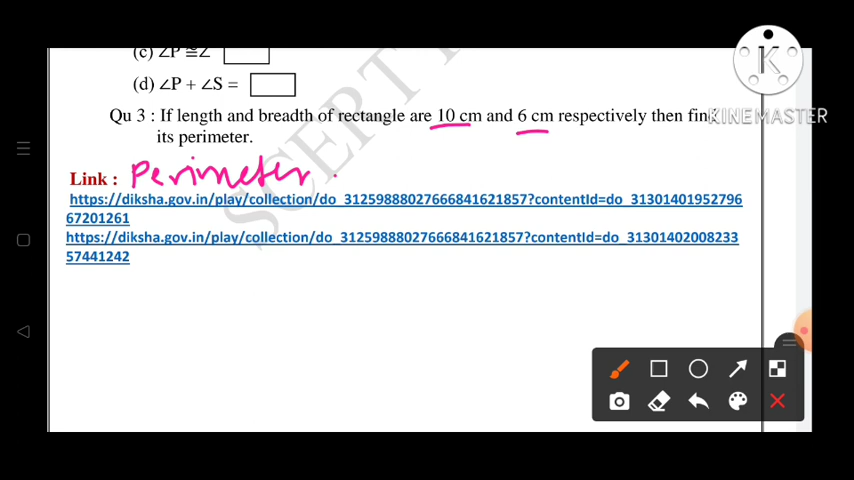 (c) ∠P ≅∠
(d) ∠P + ∠S =
Qu 3 : If length and breadth of rectangle are 10 cm and 6 cm respectively then find
its perimeter.
Link : Perimeter
https://diksha.gov.in/play/collection/do_31259888027666841621857?contentId=do_31301401952796
67201261
https://diksha.gov.in/play/collection/do_31259888027666841621857?contentId=do_31301402008233
57441242
SCEPT
K
KINEMASTER